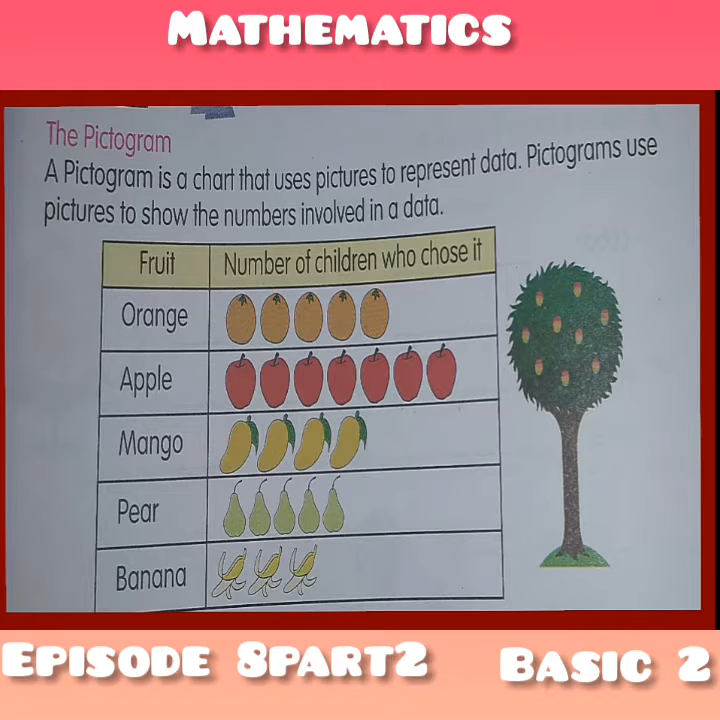 MATHEMATICS
The Pictogram
A Pictogram is a chart that uses pictures to represent data. Pictograms use
pictures to show the numbers involved in a data.
Fruit Number of children who chose it
Orange
Apple
Mango
Pear
Banana
EPISODE 8PART2 BASIC 2